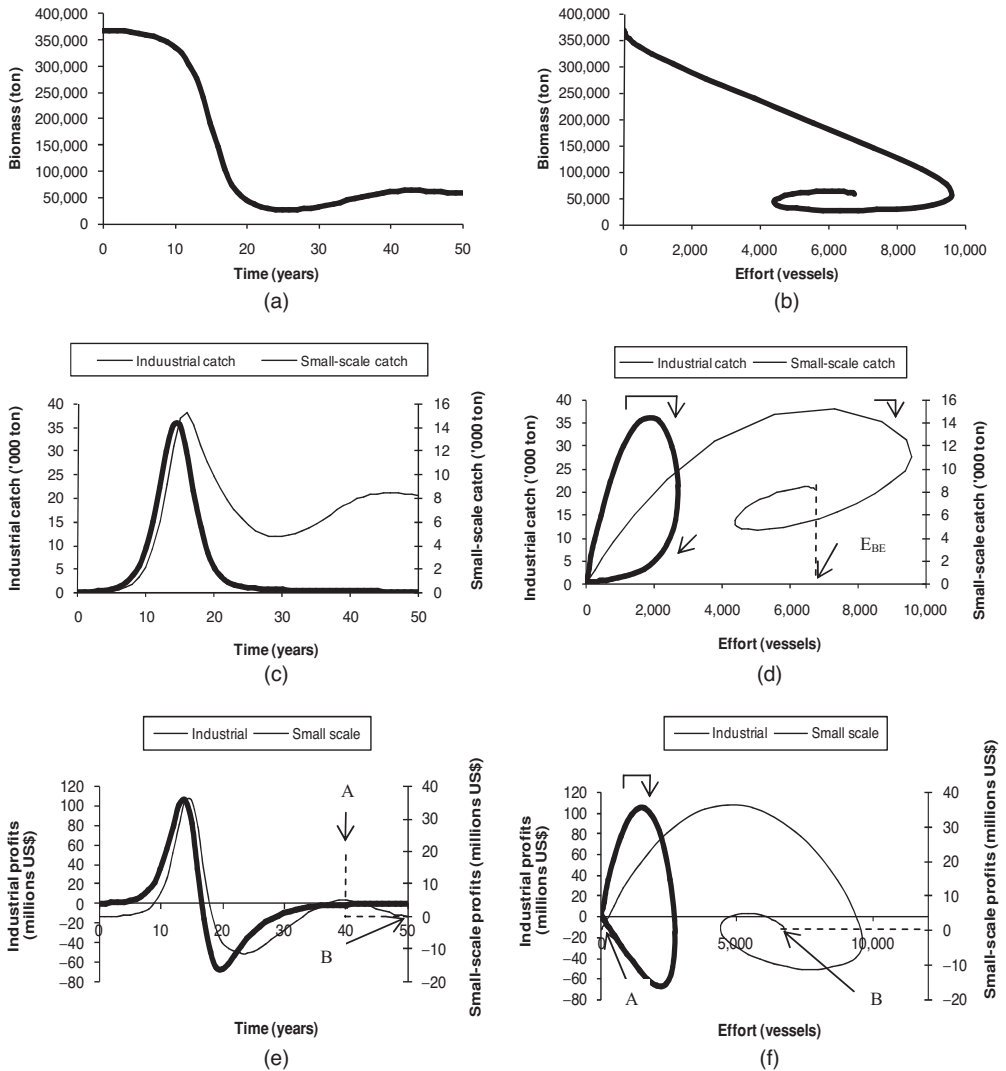 400,000
350,000
300,000
250,000
200,000
150,000
100,000
50,000
0
Biomass (ton)
0 10 20 30 40 50
Time (years)
(a)
400,000
350,000
300,000
250,000
200,000
150,000
100,000
50,000
0
Biomass (ton)
0 2,000 4,000 6,000 8,000 10,000
Effort (vessels)
(b)
Induustrial catch Small-scale catch
40
35
30
25
20
15
10
5
0
Industrial catch ('000 ton)
16
14
12
10
8
6
4
2
0
Small-scale catch ('000 ton)
0 10 20 30 40 50
Time (years)
(c)
Industrial catch Small-scale catch
40
35
30
25
20
15
10
5
0
Industrial catch ('000 ton)
16
14
12
10
8
6
4
2
0
Small-scale catch ('000 ton)
E_BE
0 2,000 4,000 6,000 8,000 10,000
Effort (vessels)
(d)
Industrial Small scale
120
100
80
60
40
20
0
−20
−40
−60
−80
Industrial profits
(millions US$)
40
30
20
10
0
−10
−20
Small-scale profits (millions US$)
A
B
0 10 20 30 40 50
Time (years)
(e)
Industrial Small scale
120
100
80
60
40
20
0
−20
−40
−60
−80
Industrial profits
(millions US$)
40
30
20
10
0
−10
−20
Small-scale profits (millions US$)
0 5,000 10,000
A
B
Effort (vessels)
(f)